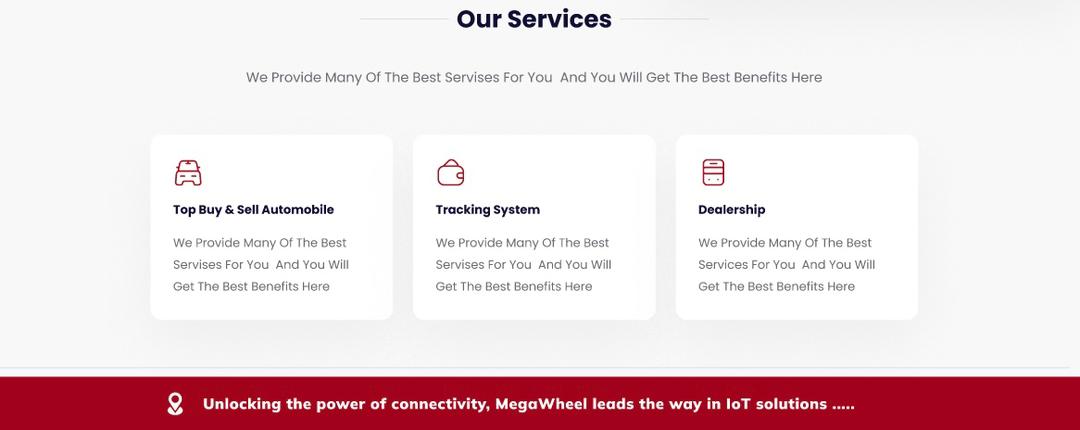 Our Services
We Provide Many Of The Best Servises For You  And You Will Get The Best Benefits Here
Top Buy & Sell Automobile
We Provide Many Of The Best
Servises For You  And You Will
Get The Best Benefits Here
Tracking System
We Provide Many Of The Best
Servises For You  And You Will
Get The Best Benefits Here
Dealership
We Provide Many Of The Best
Services For You  And You Will
Get The Best Benefits Here
Unlocking the power of connectivity, MegaWheel leads the way in IoT solutions .....